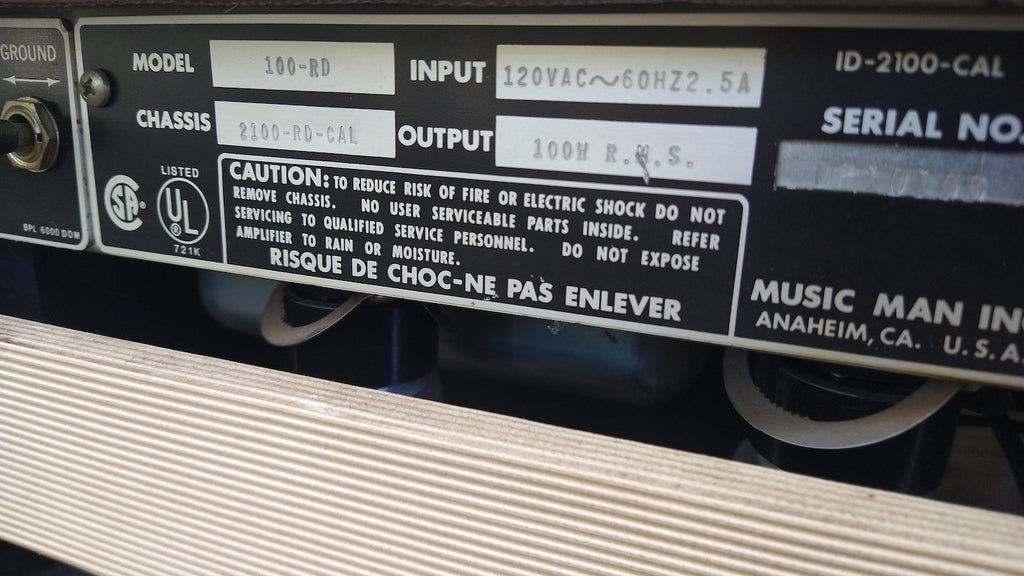 GROUND
BPL 6000 DOM
MODEL 100-RD
INPUT 120VAC~60HZ2.5A
ID-2100-CAL
CHASSIS 2100-RD-CAL
OUTPUT 100W R.M.S.
SERIAL NO.
SA
LISTED
UL
721K
CAUTION: TO REDUCE RISK OF FIRE OR ELECTRIC SHOCK DO NOT
REMOVE CHASSIS. NO USER SERVICEABLE PARTS INSIDE. REFER
SERVICING TO QUALIFIED SERVICE PERSONNEL. DO NOT EXPOSE
AMPLIFIER TO RAIN OR MOISTURE.
RISQUE DE CHOC-NE PAS ENLEVER
MUSIC MAN IN
ANAHEIM, CA. U.S.A.